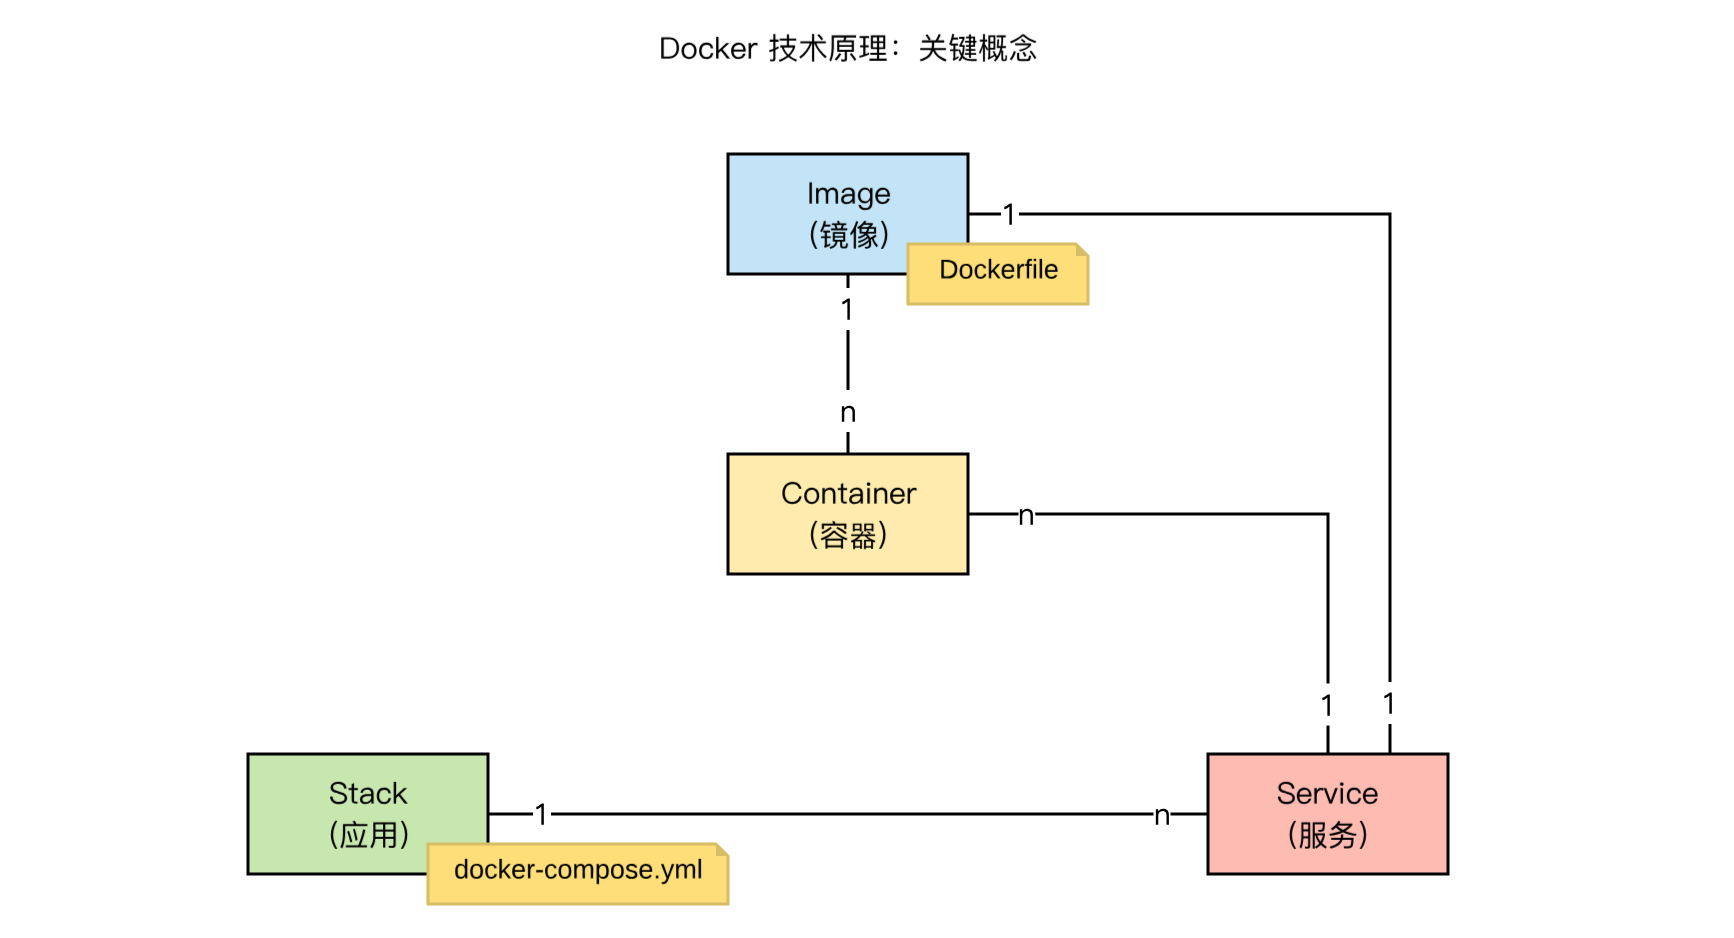 Docker 技术原理：关键概念
Image
（镜像）
1
Dockerfile
1
n
Container
（容器）
n
1
1
Stack
（应用）
1
n
Service
（服务）
docker-compose.yml